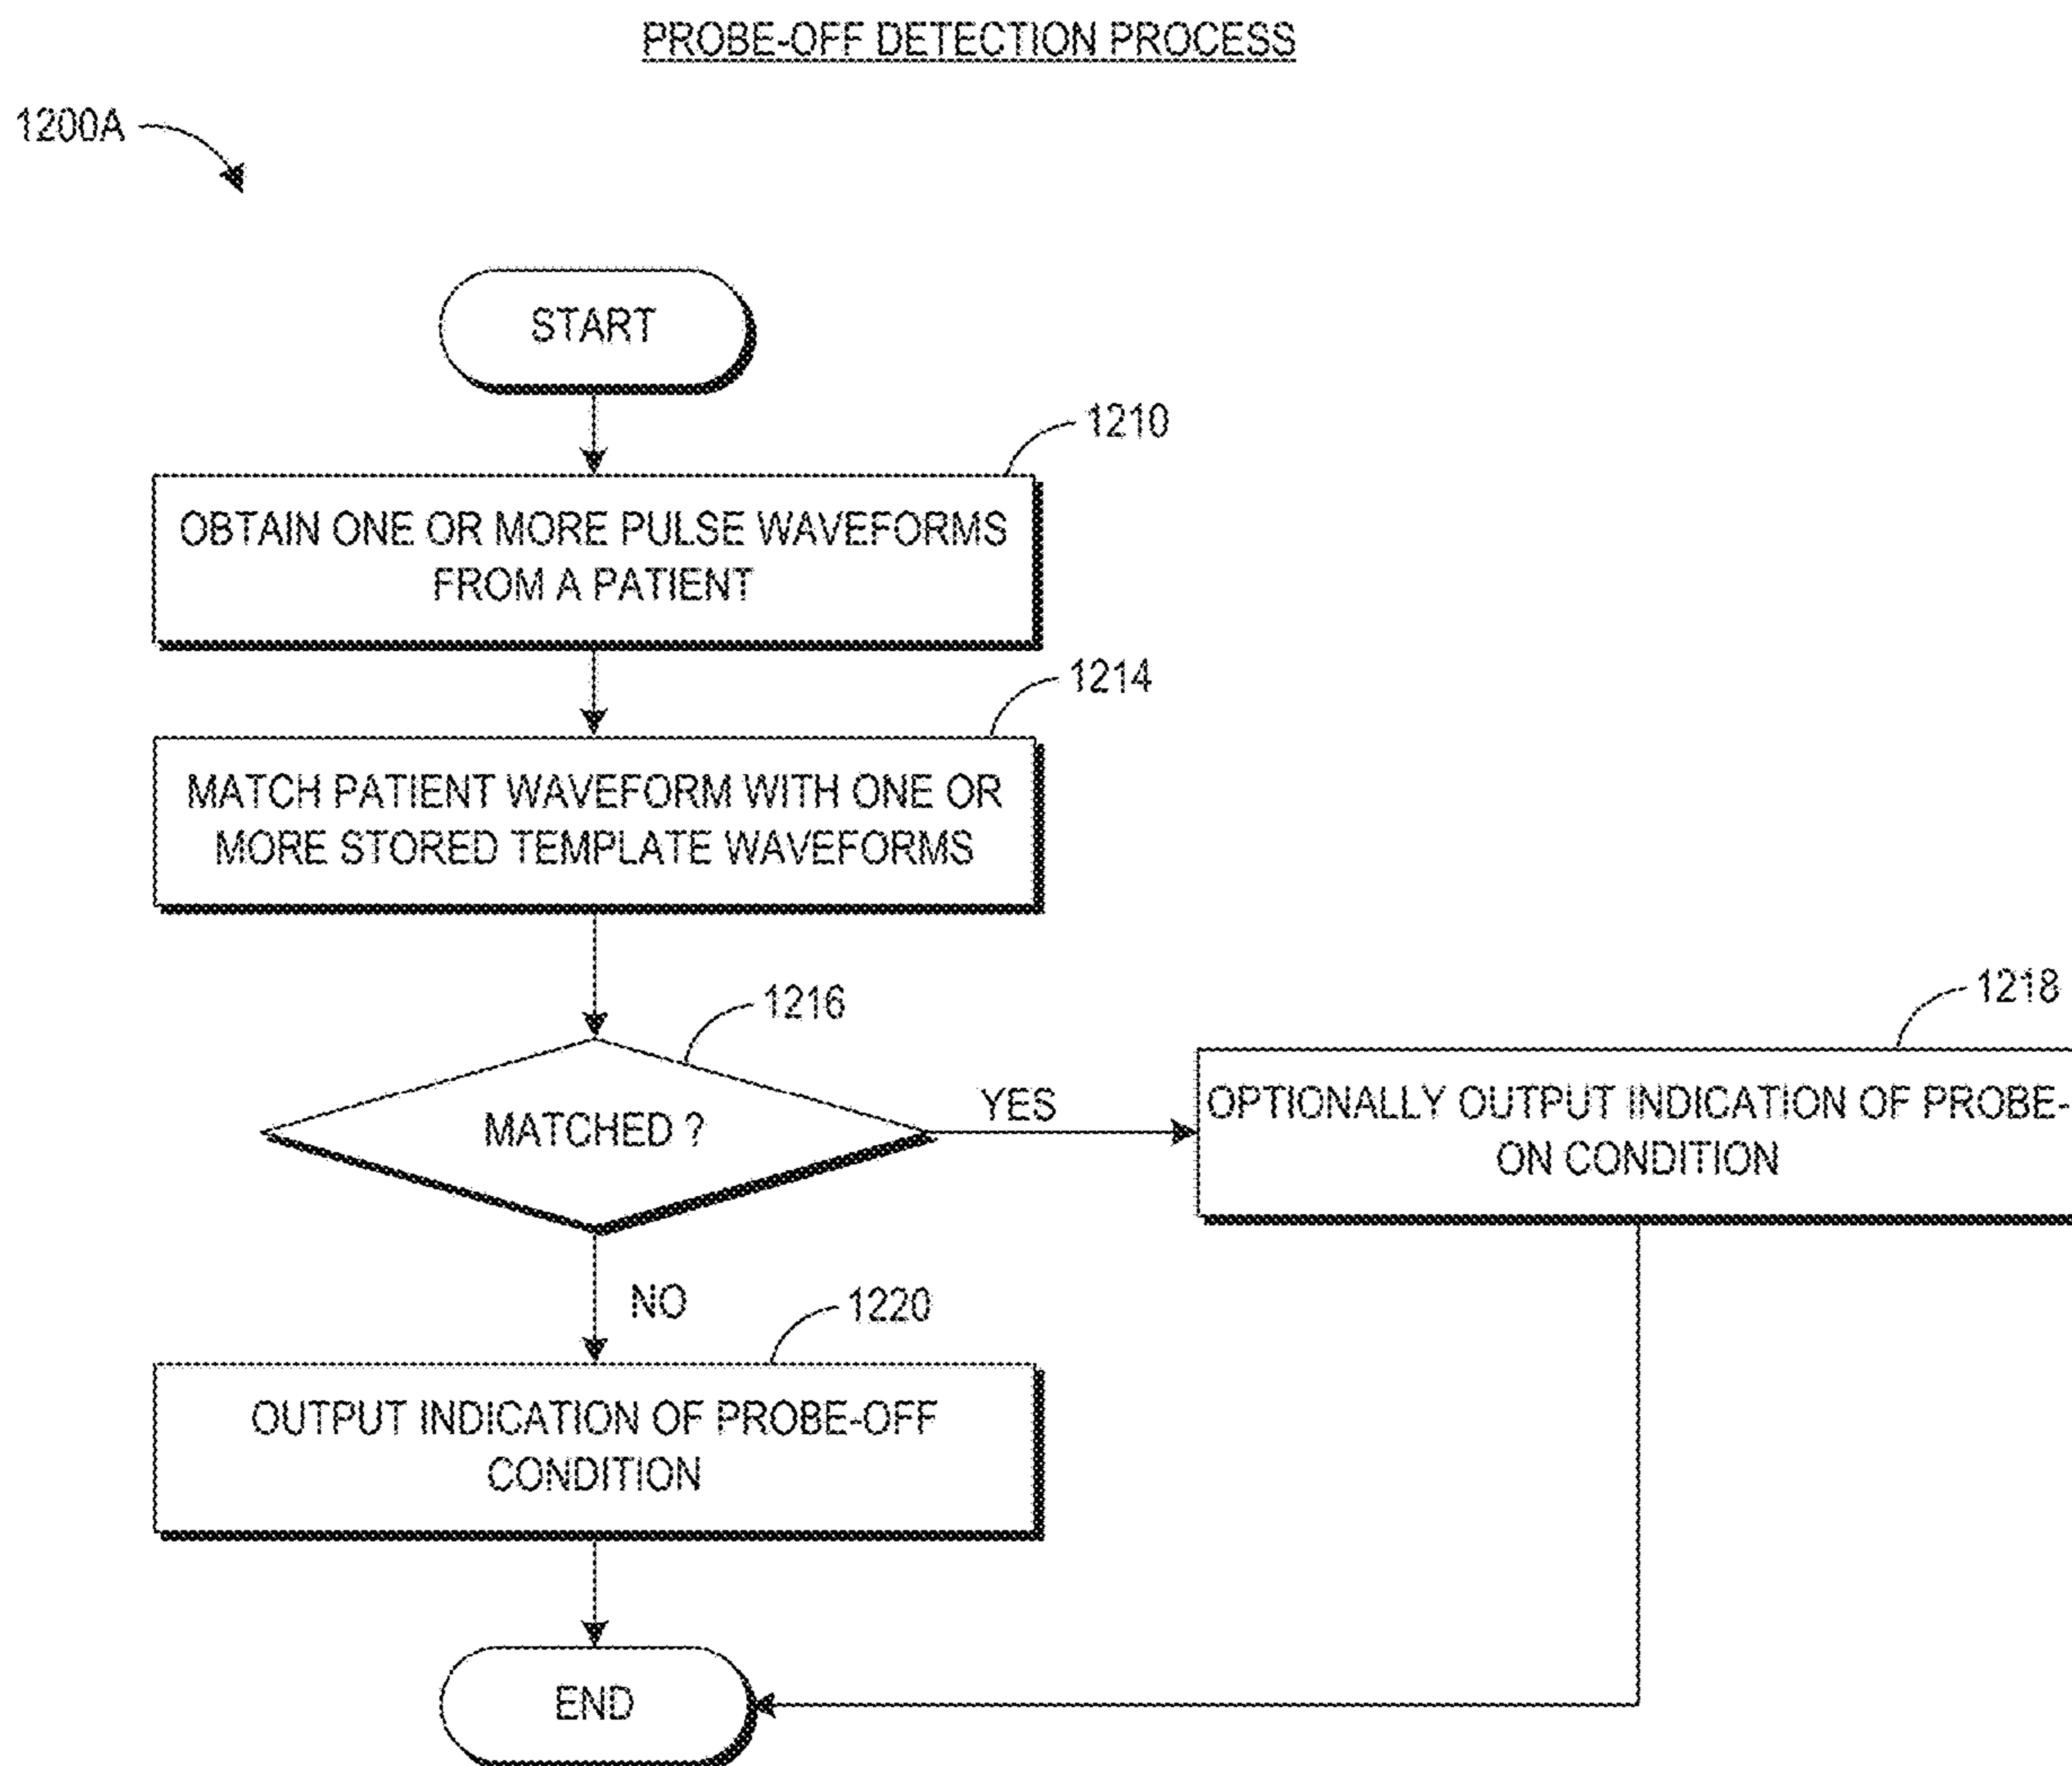 PROBE-OFF DETECTION PROCESS
1200A
START
1210
OBTAIN ONE OR MORE PULSE WAVEFORMS
FROM A PATIENT
1214
MATCH PATIENT WAVEFORM WITH ONE OR
MORE STORED TEMPLATE WAVEFORMS
1216
MATCHED ?
YES
1218
OPTIONALLY OUTPUT INDICATION OF PROBE-
ON CONDITION
NO
1220
OUTPUT INDICATION OF PROBE-OFF
CONDITION
END